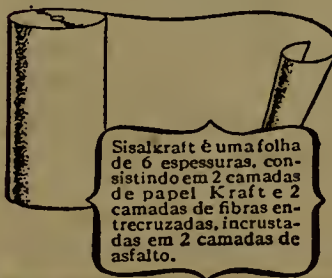 Sisalkraft é uma folha
de 6 espessuras, con-
sistindo em 2 camadas
de papel Kraft e 2
camadas de fibras en-
trecruzadas, incrusta-
das em 2 camadas de
asfalto.